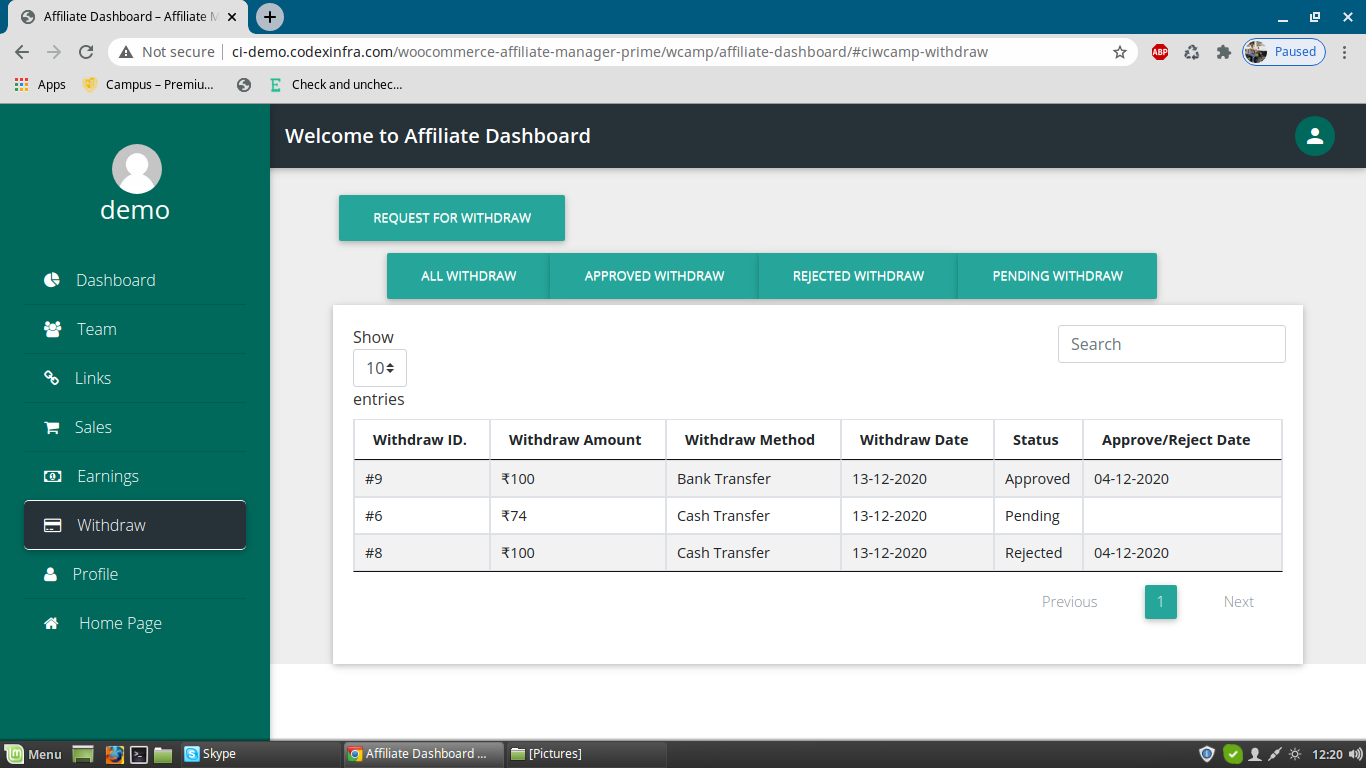 Affiliate Dashboard – Affiliate M
Not secure
ci-demo.codexinfra.com/woocommerce-affiliate-manager-prime/wcamp/affiliate-dashboard/#ciwcamp-withdraw
ABP
Paused
Apps
Campus – Premiu...
Check and unchec...
demo
Dashboard
Team
Links
Sales
Earnings
Withdraw
Profile
Home Page
Welcome to Affiliate Dashboard
REQUEST FOR WITHDRAW
ALL WITHDRAW APPROVED WITHDRAW REJECTED WITHDRAW PENDING WITHDRAW
Show
10
entries
Search
Withdraw ID. Withdraw Amount Withdraw Method Withdraw Date Status Approve/Reject Date
#9 ₹100 Bank Transfer 13-12-2020 Approved 04-12-2020
#6 ₹74 Cash Transfer 13-12-2020 Pending
#8 ₹100 Cash Transfer 13-12-2020 Rejected 04-12-2020
Previous 1 Next
Menu
Skype
Affiliate Dashboard ...
[Pictures]
12:20